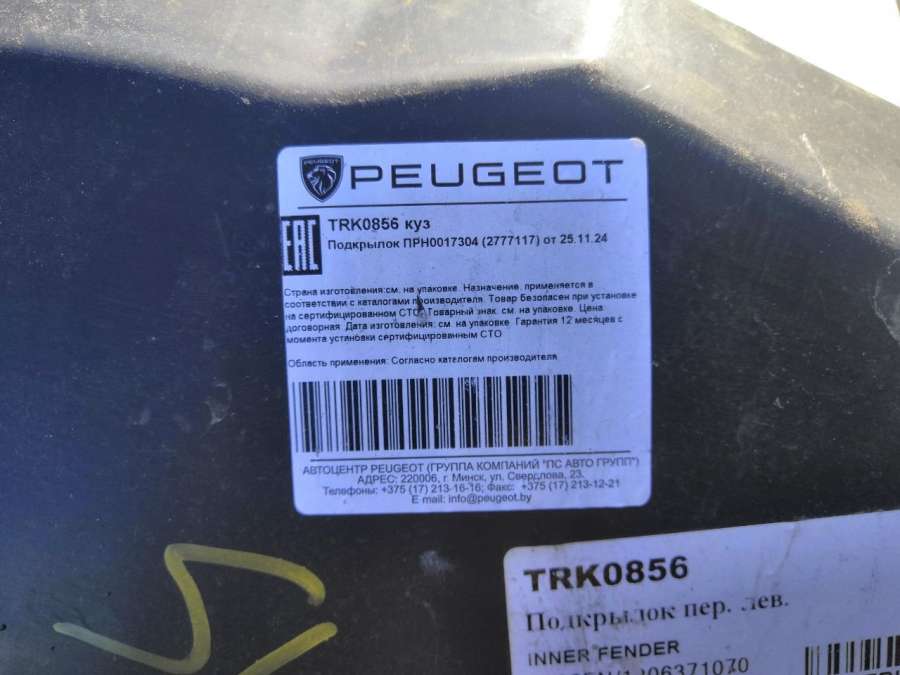 PEUGEOT
PEUGEOT
EAC
TRK0856 куз
Подкрылок ПРН0017304 (2777117) от 25.11.24
Страна изготовления:см. на упаковке. Назначение, применяется в
соответствии с каталогами производителя. Товар безопасен при установке
на сертифицированном СТО. Товарный знак. см. на упаковке. Цена
договорная. Дата изготовления: см. на упаковке. Гарантия 12 месяцев с
момента установки сертифицированным СТО
Область применения: Согласно каталогам производителя
АВТОЦЕНТР PEUGEOT (ГРУППА КОМПАНИЙ "ПС АВТО ГРУПП")
АДРЕС: 220006, г. Минск, ул. Свердлова, 23.
Телефоны: +375 (17) 213-16-16; Факс: +375 (17) 213-12-21
E mail: info@peugeot.by
TRK0856
Подкрылок пер. лев.
INNER FENDER